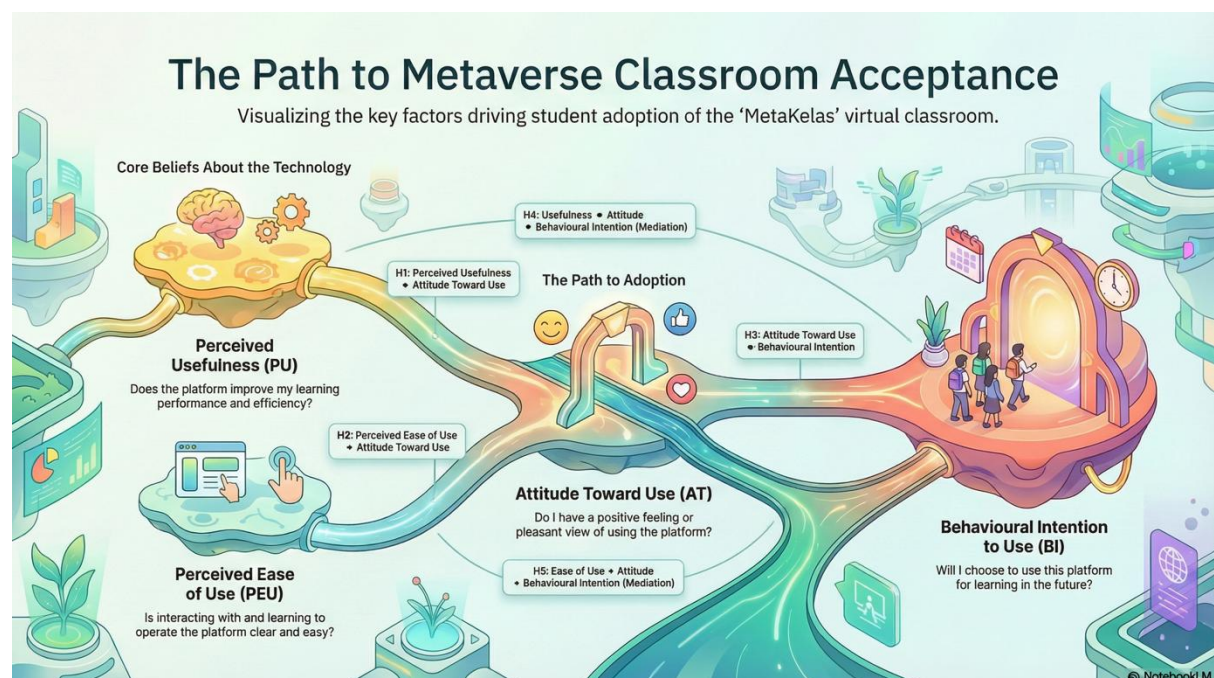 The Path to Metaverse Classroom Acceptance
Visualizing the key factors driving student adoption of the ‘MetaKelas’ virtual classroom.
Core Beliefs About the Technology
H4: Usefulness • Attitude
• Behavioural Intention (Mediation)
H1: Perceived Usefulness
+ Attitude Toward Use
The Path to Adoption
H3: Attitude Toward Use
• Behavioural Intention
Perceived
Usefulness (PU)
Does the platform improve my learning
performance and efficiency?
H2: Perceived Ease of Use
+ Attitude Toward Use
Attitude Toward Use (AT)
Do I have a positive feeling or
pleasant view of using the platform?
Behavioural Intention
to Use (BI)
Will I choose to use this platform
for learning in the future?
Perceived Ease
of Use (PEU)
Is interacting with and learning to
operate the platform clear and easy?
H5: Ease of Use + Attitude
+ Behavioural Intention (Mediation)
NotebookLM